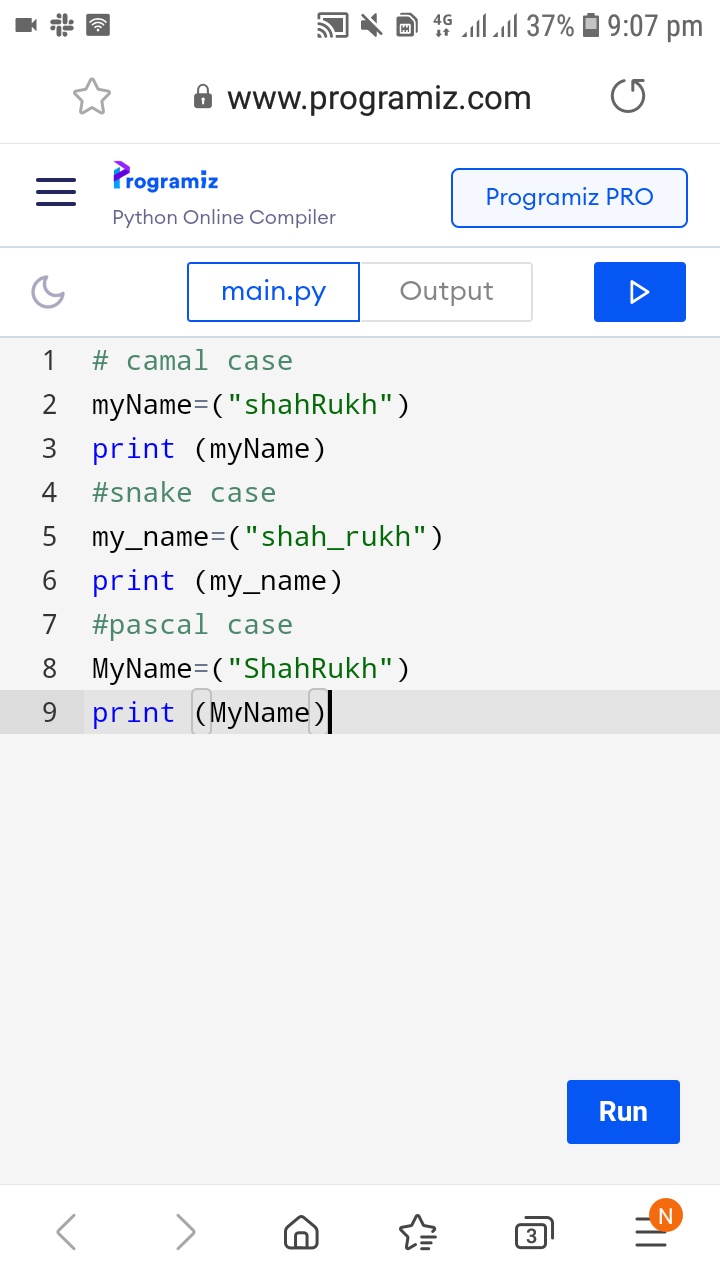 4G 37% 9:07 pm
www.programiz.com
Programiz
Python Online Compiler
Programiz PRO
main.py Output
1 # camal case
2 myName=("shahRukh")
3 print (myName)
4 #snake case
5 my_name=("shah_rukh")
6 print (my_name)
7 #pascal case
8 MyName=("ShahRukh")
9 print (MyName)
Run
3
N